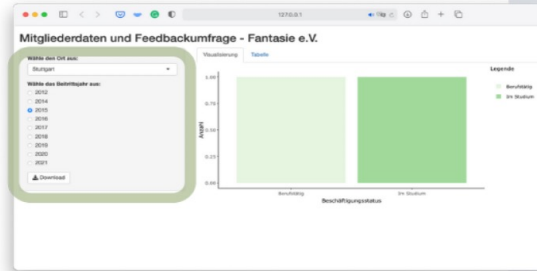 127.0.0.1
Mitgliederdaten und Feedbackumfrage - Fantasie e.V.
Wähle den Ort aus:
Stuttgart
Wähle das Beitrittsjahr aus:
2012
2014
2015
2016
2017
2018
2019
2020
2021
Download
Visualisierung Tabelle
Anzahl
1.00
0.75
0.50
0.25
0.00
Berufstätig Im Studium
Beschäftigungsstatus
Legende
Berufstätig
Im Studium